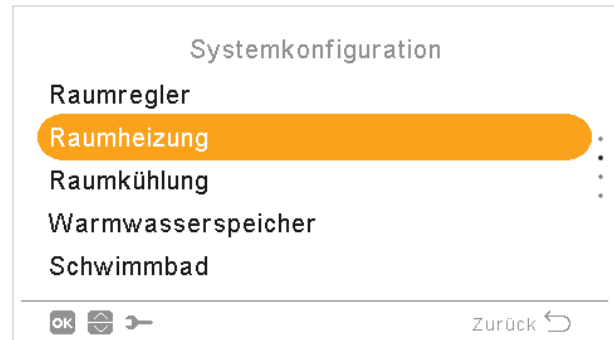 Systemkonfiguration
Raumregler
Raumheizung
Raumkühlung
Warmwasserspeicher
Schwimmbad
OK Zurück